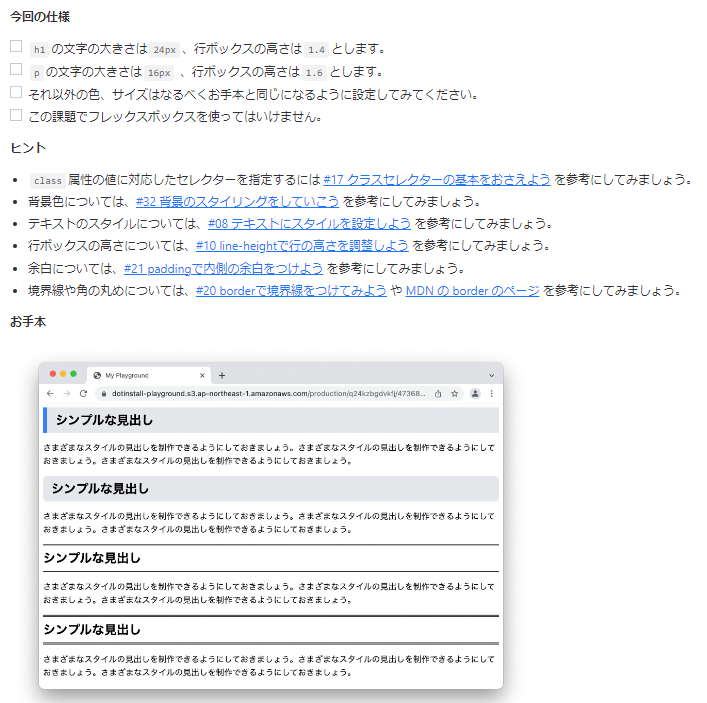 今回の仕様
h1 の文字の大きさは 24px 、行ボックスの高さは 1.4 とします。
p の文字の大きさは 16px 、行ボックスの高さは 1.6 とします。
それ以外の色、サイズはなるべくお手本と同じになるように設定してみてください。
この課題でフレックスボックスを使ってはいけません。
ヒント
class 属性の値に対応したセレクターを指定するには #17 クラスセレクターの基本をおさえよう を参考にしてみましょう。
背景色については、#32 背景のスタイリングをしていこう を参考にしてみましょう。
テキストのスタイルについては、#08 テキストにスタイルを設定しよう を参考にしてみましょう。
行ボックスの高さについては、#10 line-heightで行の高さを調整しよう を参考にしてみましょう。
余白については、#21 paddingで内側の余白をつけよう を参考にしてみましょう。
境界線や角の丸めについては、#20 borderで境界線をつけてみよう や MDN の border のページ を参考にしてみましょう。
お手本
My Playground
dotinstall-playground.s3.ap-northeast-1.amazonaws.com/production/q24kzbgdvkfj/47368...
シンプルな見出し
さまざまなスタイルの見出しを制作できるようにしておきましょう。さまざまなスタイルの見出しを制作できるようにして
おきましょう。さまざまなスタイルの見出しを制作できるようにしておきましょう。
シンプルな見出し
さまざまなスタイルの見出しを制作できるようにしておきましょう。さまざまなスタイルの見出しを制作できるようにして
おきましょう。さまざまなスタイルの見出しを制作できるようにしておきましょう。
シンプルな見出し
さまざまなスタイルの見出しを制作できるようにしておきましょう。さまざまなスタイルの見出しを制作できるようにして
おきましょう。さまざまなスタイルの見出しを制作できるようにしておきましょう。
シンプルな見出し
さまざまなスタイルの見出しを制作できるようにしておきましょう。さまざまなスタイルの見出しを制作できるようにして
おきましょう。さまざまなスタイルの見出しを制作できるようにしておきましょう。